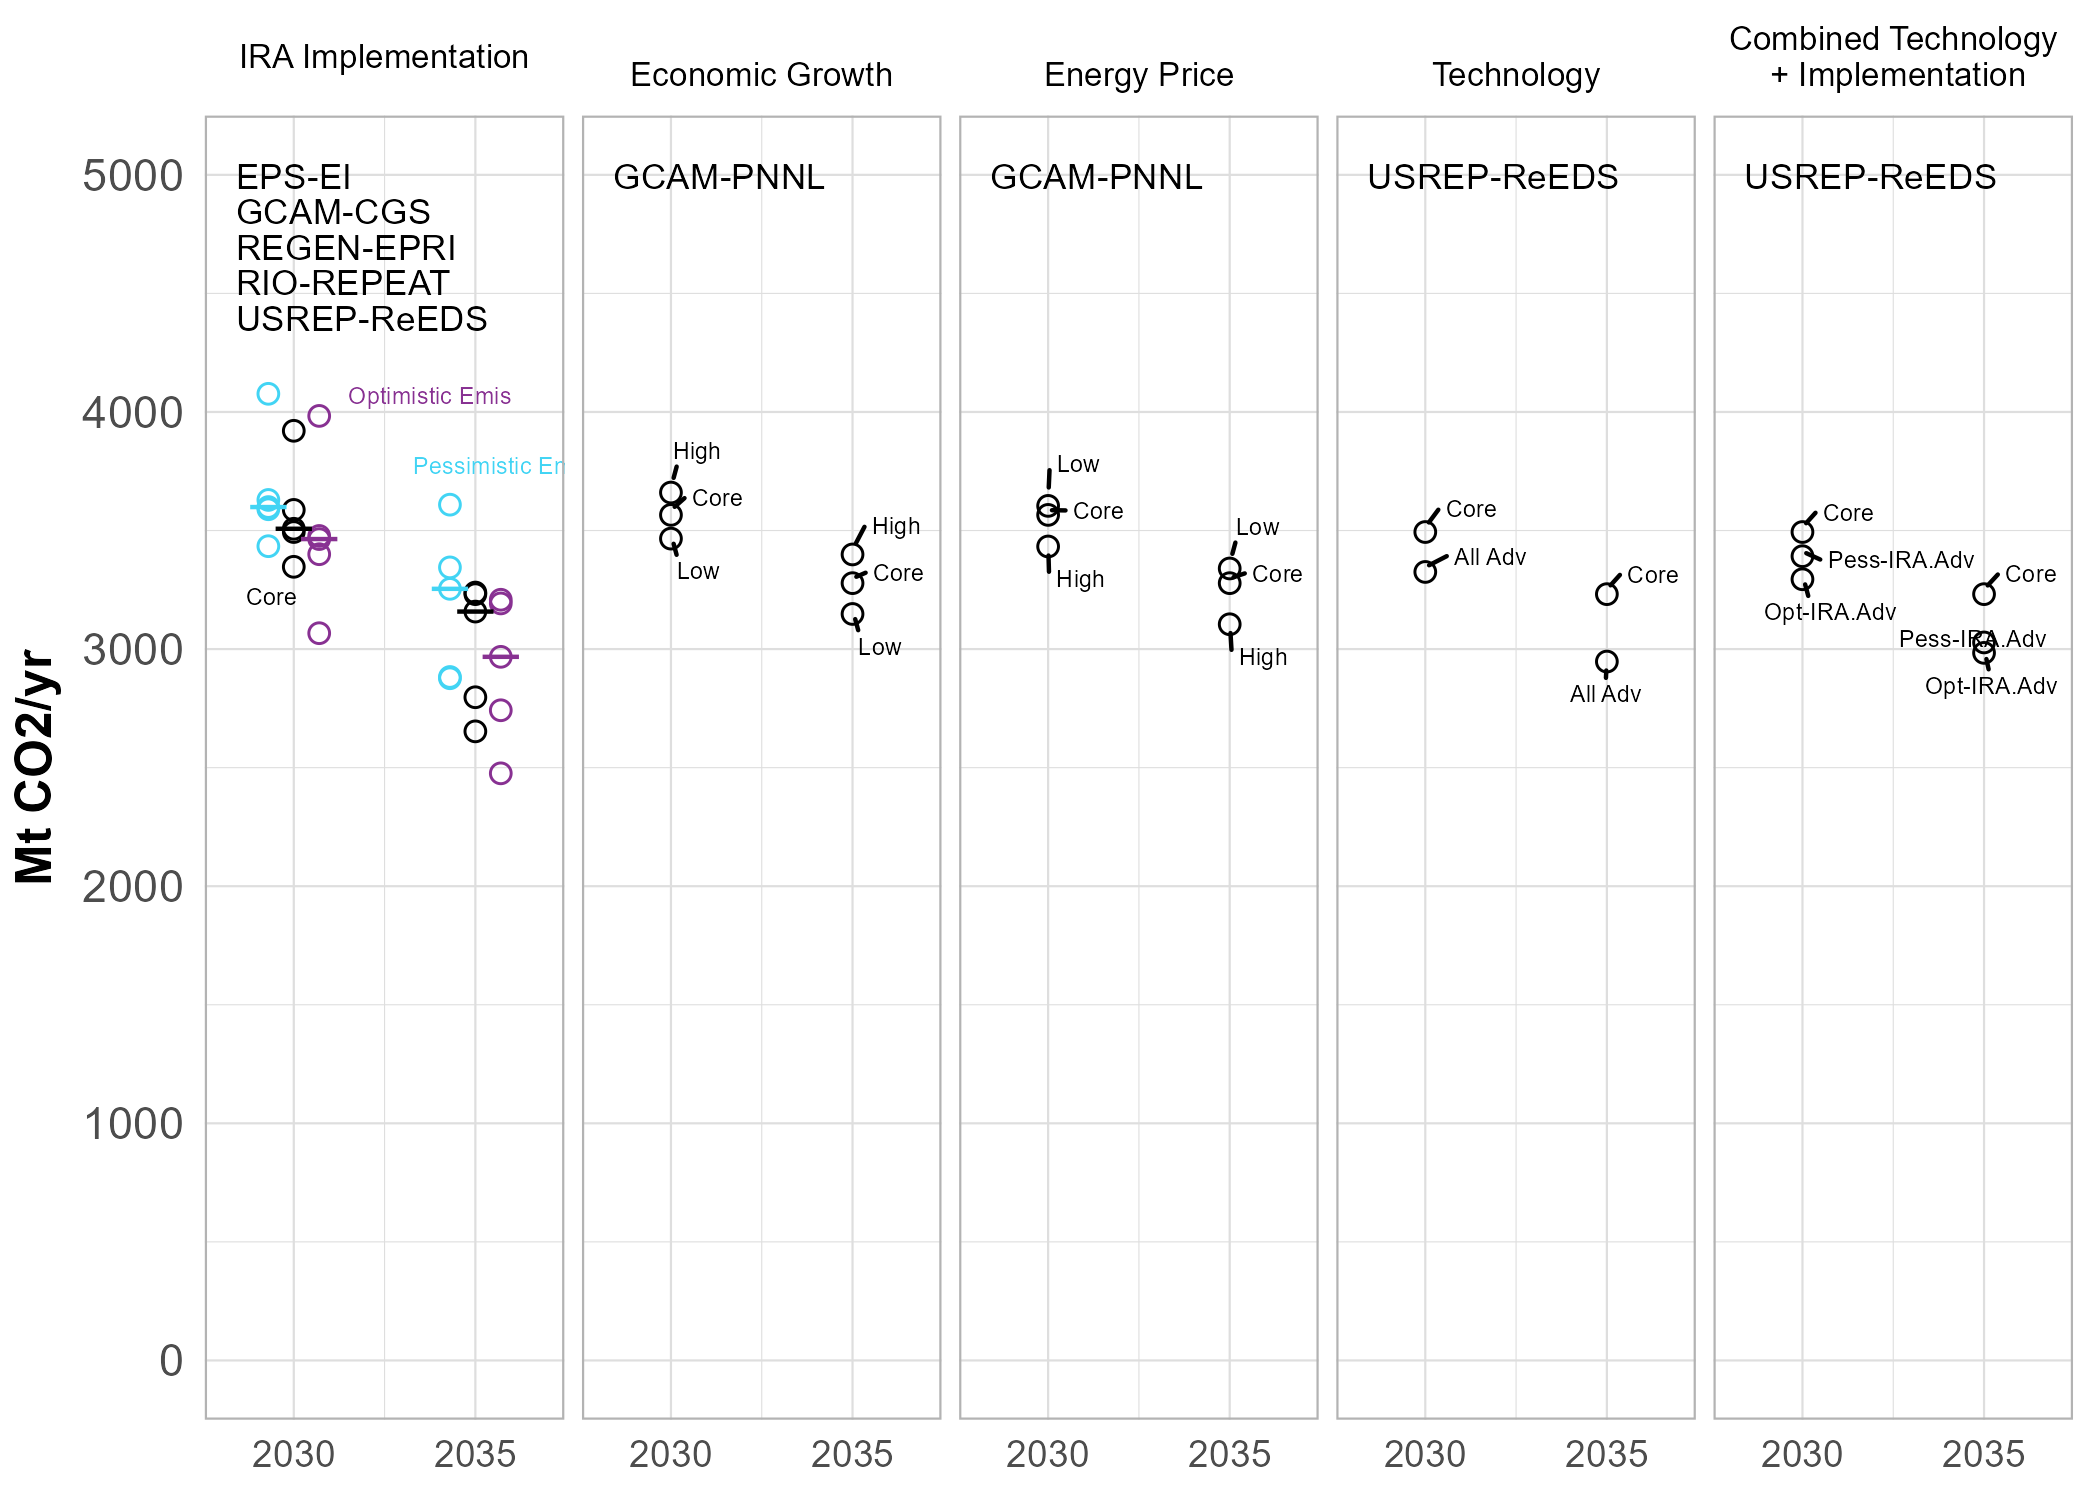 IRA Implementation
Economic Growth
Energy Price
Technology
Combined Technology
+ Implementation
Mt CO2/yr
5000
4000
3000
2000
1000
0
EPS-EI
GCAM-CGS
REGEN-EPRI
RIO-REPEAT
USREP-ReEDS
Optimistic Emis
Pessimistic En
Core
2030
2035
GCAM-PNNL
High
Core
Low
High
Core
Low
2030
2035
GCAM-PNNL
Low
Core
High
Low
Core
High
2030
2035
USREP-ReEDS
Core
All Adv
Core
All Adv
2030
2035
USREP-ReEDS
Core
Pess-IRA.Adv
Opt-IRA.Adv
Core
Pess-IRA.Adv
Opt-IRA.Adv
2030
2035